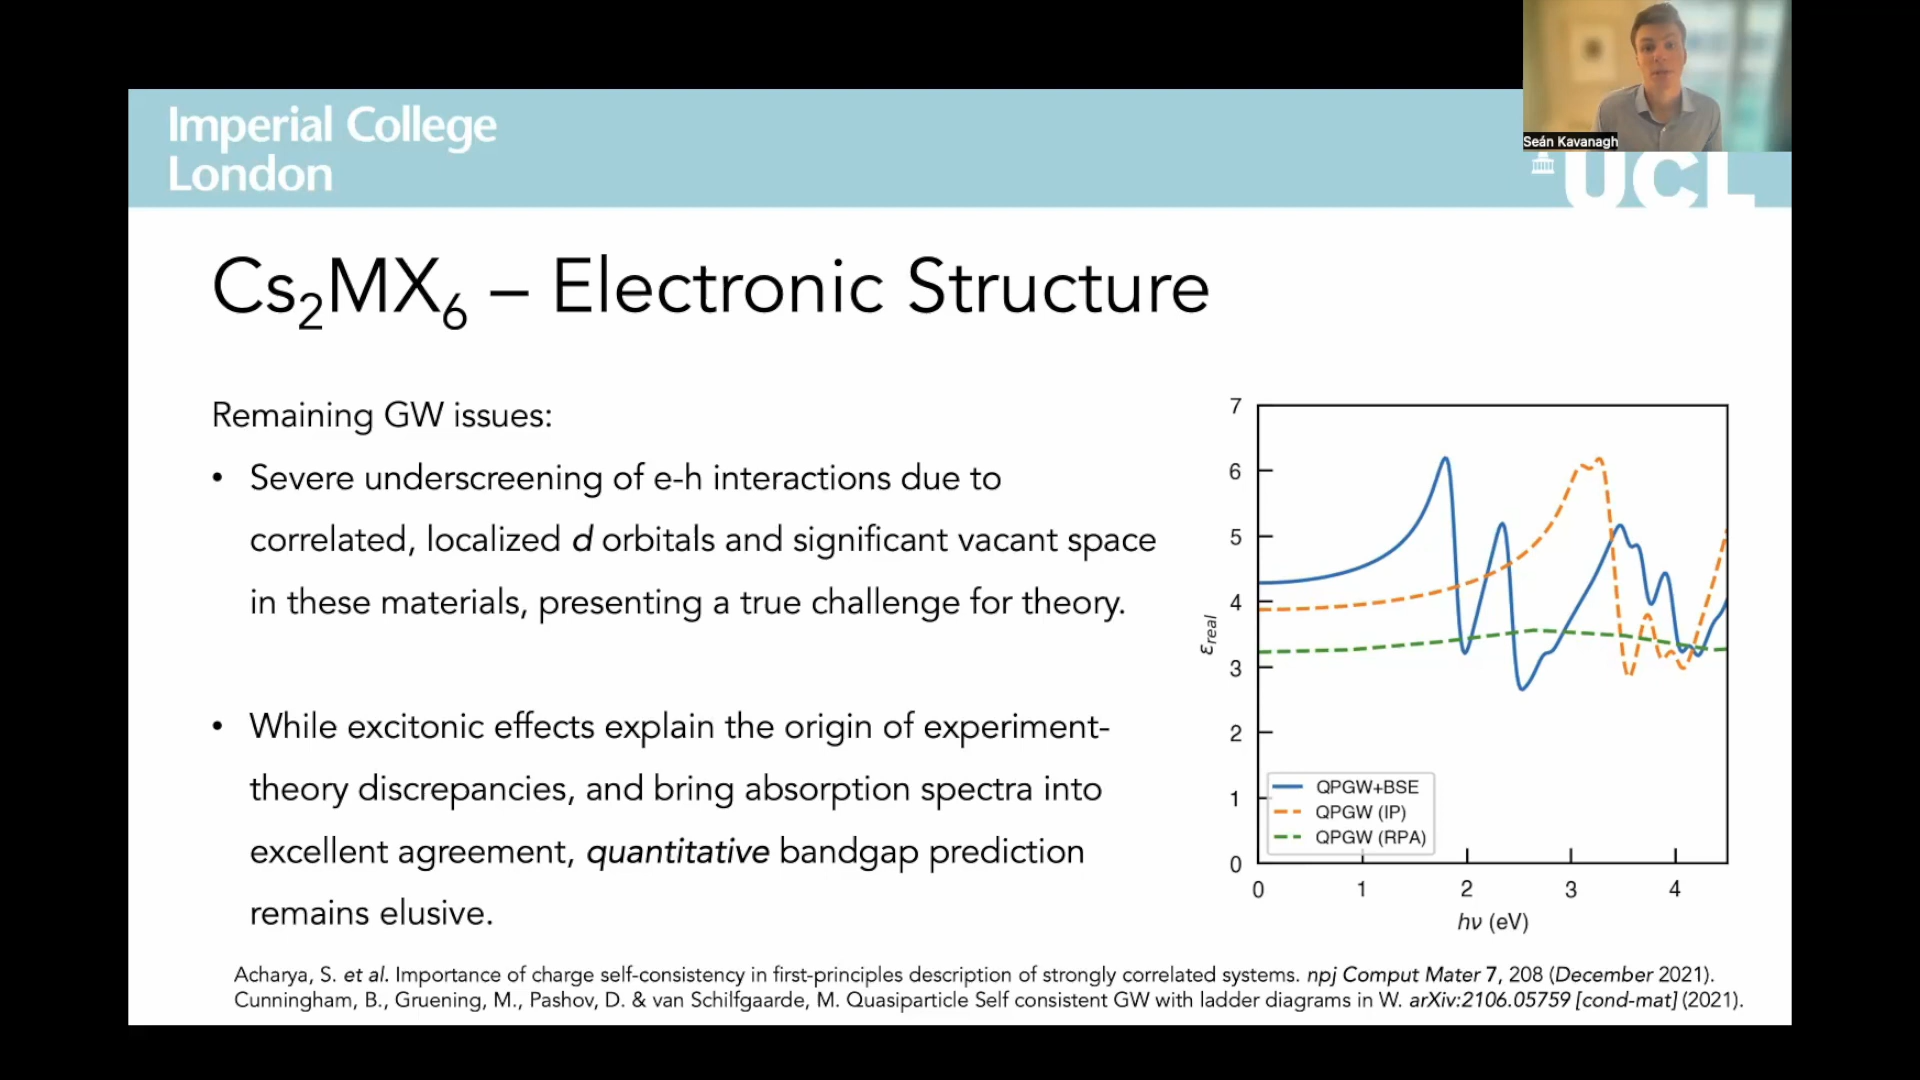 Imperial College
London
Seán Kavanagh
UCL
Cs₂MX₆ – Electronic Structure
Remaining GW issues:
• Severe underscreening of e-h interactions due to
correlated, localized d orbitals and significant vacant space
in these materials, presenting a true challenge for theory.
• While excitonic effects explain the origin of experiment-
theory discrepancies, and bring absorption spectra into
excellent agreement, quantitative bandgap prediction
remains elusive.
7
6
5
4
3
2
1
0
ε_real
QPGW+BSE
QPGW (IP)
QPGW (RPA)
0 1 2 3 4
hν (eV)
Acharya, S. et al. Importance of charge self-consistency in first-principles description of strongly correlated systems. npj Comput Mater 7, 208 (December 2021).
Cunningham, B., Gruening, M., Pashov, D. & van Schilfgaarde, M. Quasiparticle Self consistent GW with ladder diagrams in W. arXiv:2106.05759 [cond-mat] (2021).